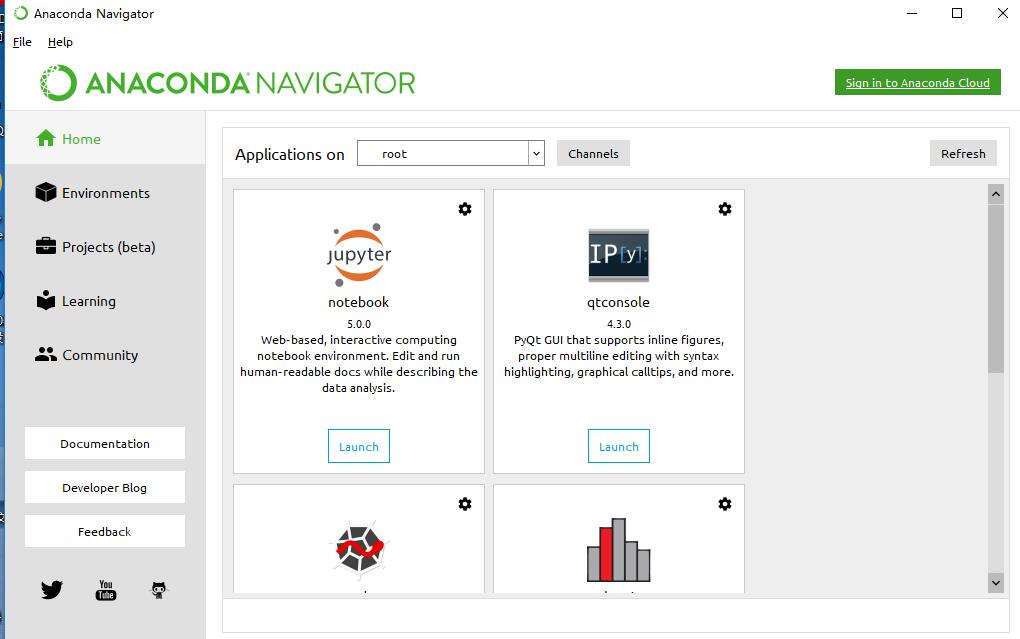 Anaconda Navigator
File Help
ANACONDA NAVIGATOR
Sign in to Anaconda Cloud
Home
Environments
Projects (beta)
Learning
Community
Documentation
Developer Blog
Feedback
You
Tube
Applications on root Channels Refresh
jupyter
notebook
5.0.0
Web-based, interactive computing
notebook environment. Edit and run
human-readable docs while describing the
data analysis.
Launch
IP[y]:
qtconsole
4.3.0
PyQt GUI that supports inline figures,
proper multiline editing with syntax
highlighting, graphical calltips, and more.
Launch